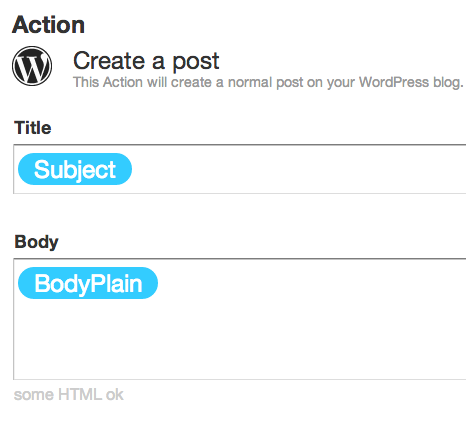 Action
Create a post
This Action will create a normal post on your WordPress blog.
Title
Subject
Body
BodyPlain
some HTML ok